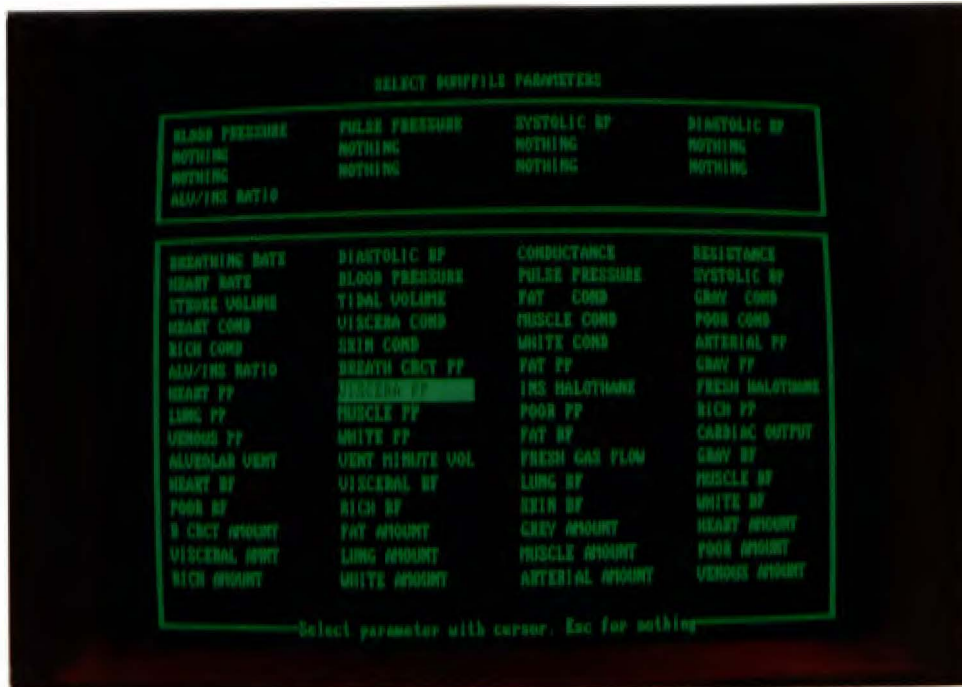 SELECT DUMPFILE PARAMETERS
BLOOD PRESSURE PULSE PRESSURE SYSTOLIC BP DIASTOLIC BP
NOTHING NOTHING NOTHING NOTHING
NOTHING NOTHING NOTHING NOTHING
ALV/INS RATIO
BREATHING RATE DIASTOLIC BP CONDUCTANCE RESISTANCE
HEART RATE BLOOD PRESSURE PULSE PRESSURE SYSTOLIC BP
STROKE VOLUME TIDAL VOLUME FAT COND GRAY COND
HEART COND VISCERA COND MUSCLE COND POOR COND
RICH COND SKIN COND WHITE COND ARTERIAL PP
ALV/INS RATIO BREATH CRCT PP FAT PP GRAY PP
HEART PP VISCERA PP INS HALOTHANE FRESH HALOTHANE
LUNG PP MUSCLE PP POOR PP RICH PP
VENOUS PP WHITE PP FAT BF CARDIAC OUTPUT
ALVEOLAR VENT VENT MINUTE VOL FRESH GAS FLOW GRAY BF
HEART BF VISCERAL BF LUNG BF MUSCLE BF
POOR BF RICH BF SKIN BF WHITE BF
B CRCT AMOUNT FAT AMOUNT GREY AMOUNT HEART AMOUNT
VISCERAL AMNT LUNG AMOUNT MUSCLE AMOUNT POOR AMOUNT
RICH AMOUNT WHITE AMOUNT ARTERIAL AMOUNT VENOUS AMOUNT
Select parameter with cursor. Esc for nothing